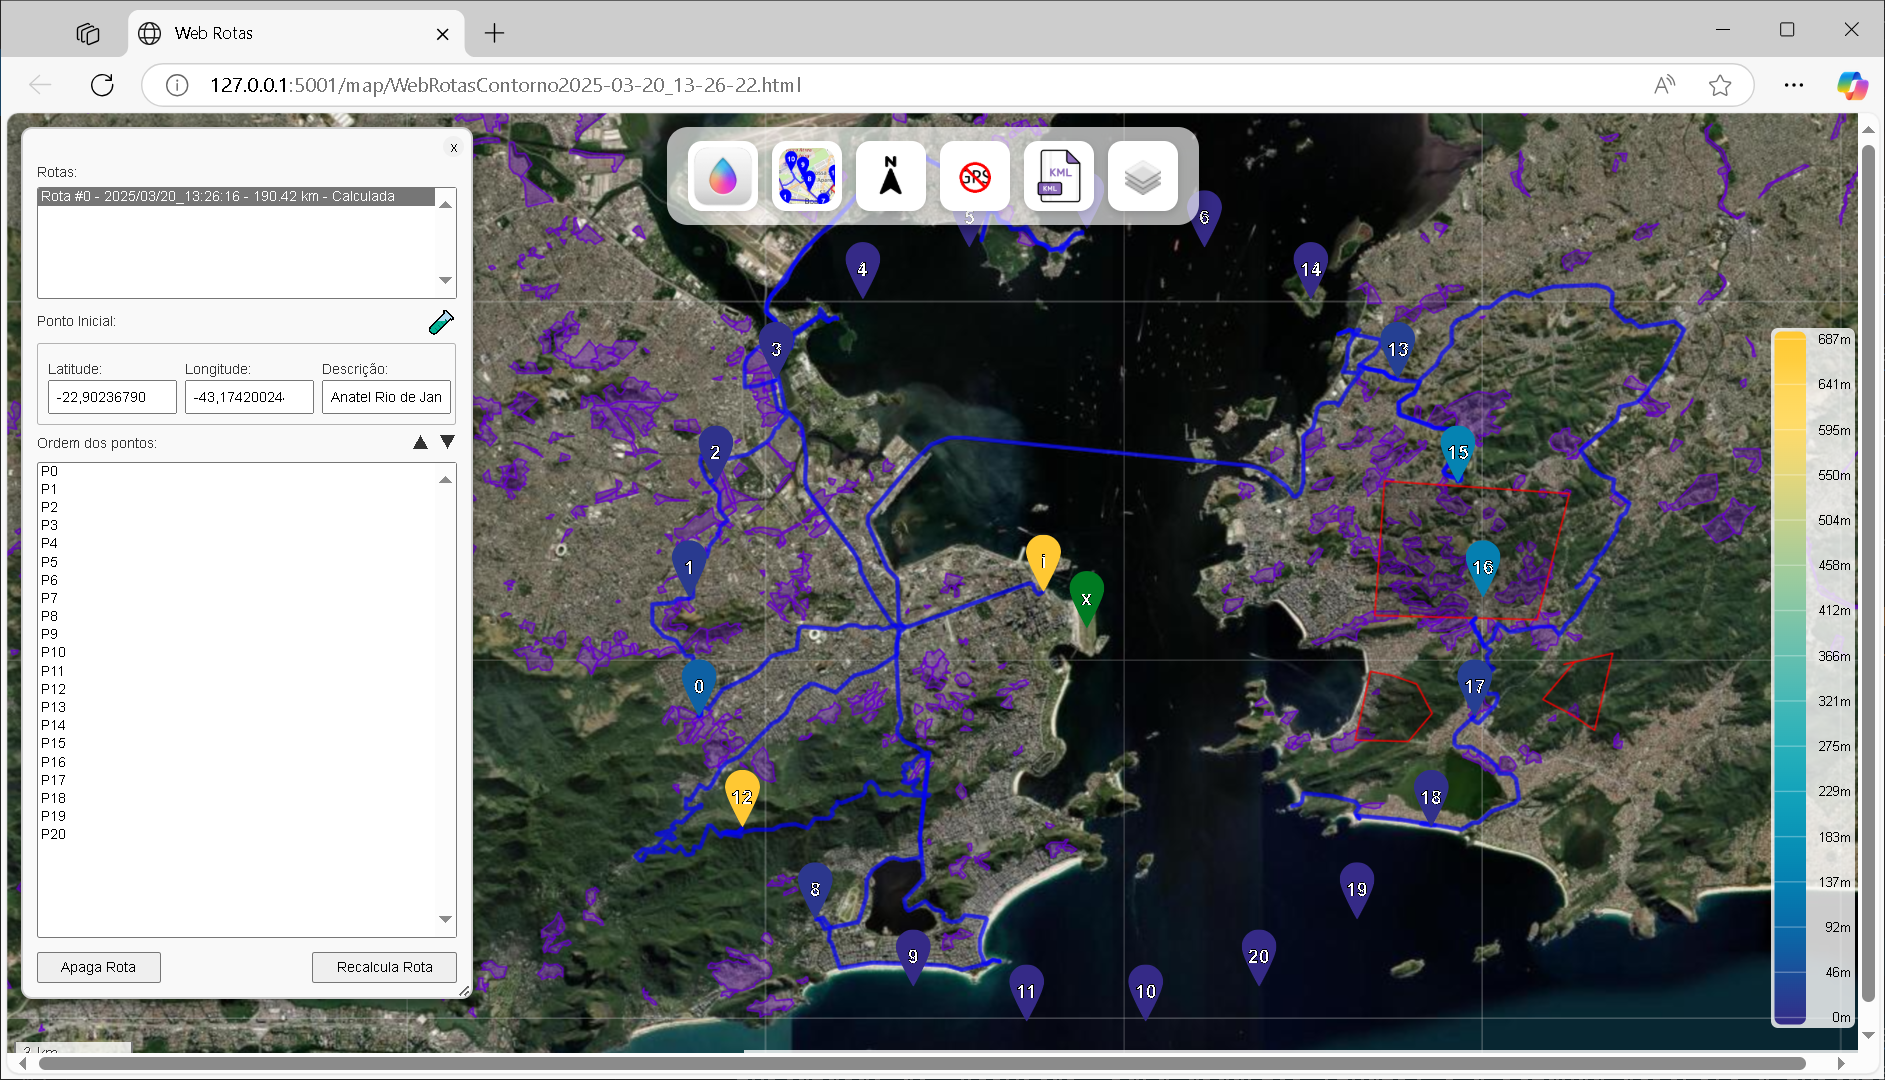 Web Rotas
127.0.0.1:5001/map/WebRotasContorno2025-03-20_13-26-22.html
x
Rotas:
Rota #0 - 2025/03/20_13:26:16 - 190.42 km - Calculada
Ponto Inicial:
Latitude:
Longitude:
Descrição:
-22,90236790
-43,17420024
Anatel Rio de Jan
Ordem dos pontos:
P0
P1
P2
P3
P4
P5
P6
P7
P8
P9
P10
P11
P12
P13
P14
P15
P16
P17
P18
P19
P20
Apaga Rota
Recalcula Rota
N
GPS
KML
KML
5
6
4
14
3
13
2
15
1
i
16
x
0
17
12
18
8
19
9
20
11
10
687m
641m
595m
550m
504m
458m
412m
366m
321m
275m
229m
183m
137m
92m
46m
0m
3 km